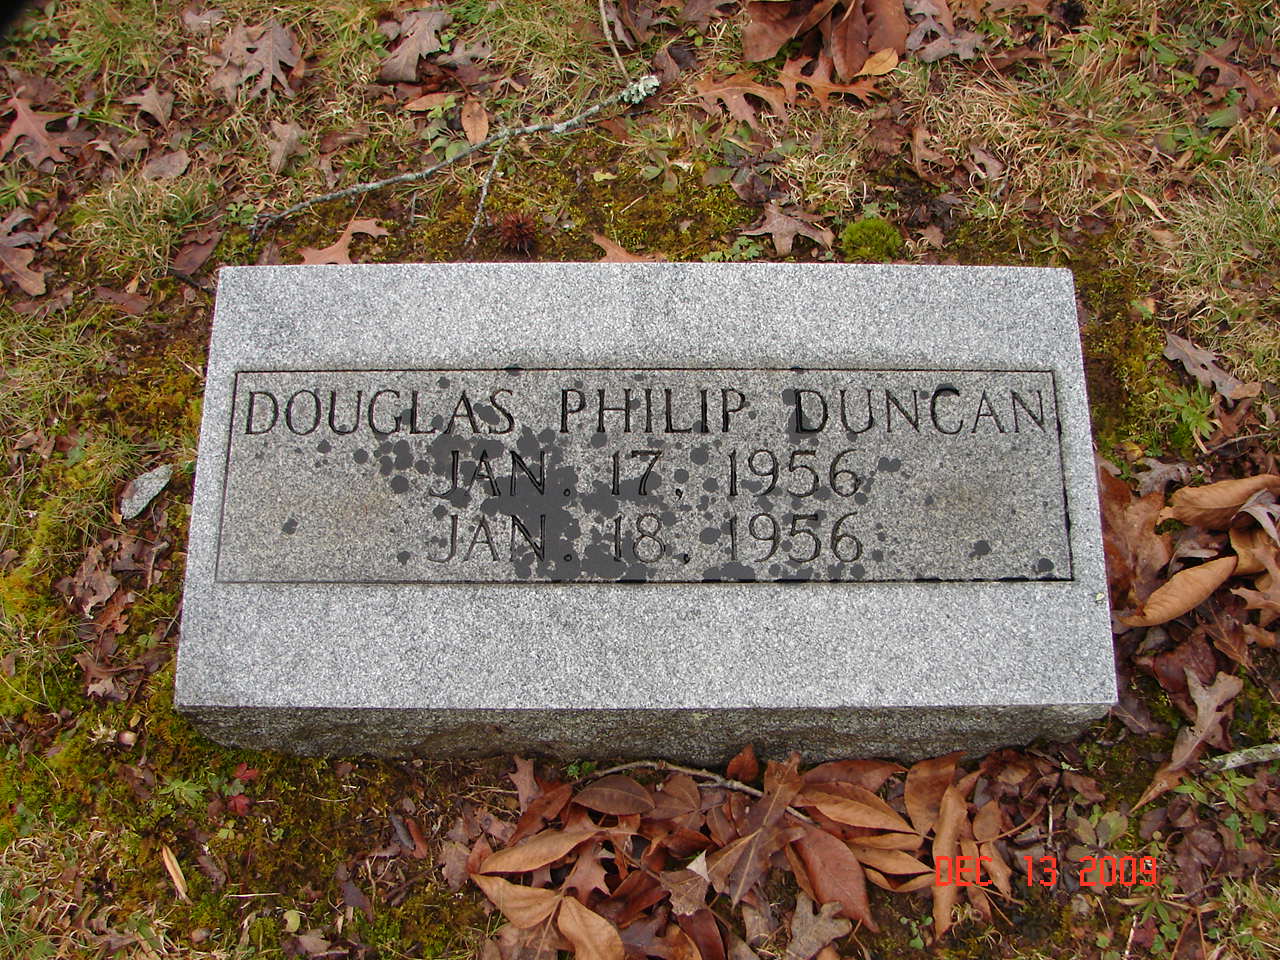 DOUGLAS PHILIP DUNCAN
JAN. 17, 1956
JAN. 18, 1956
DEC 13 2009